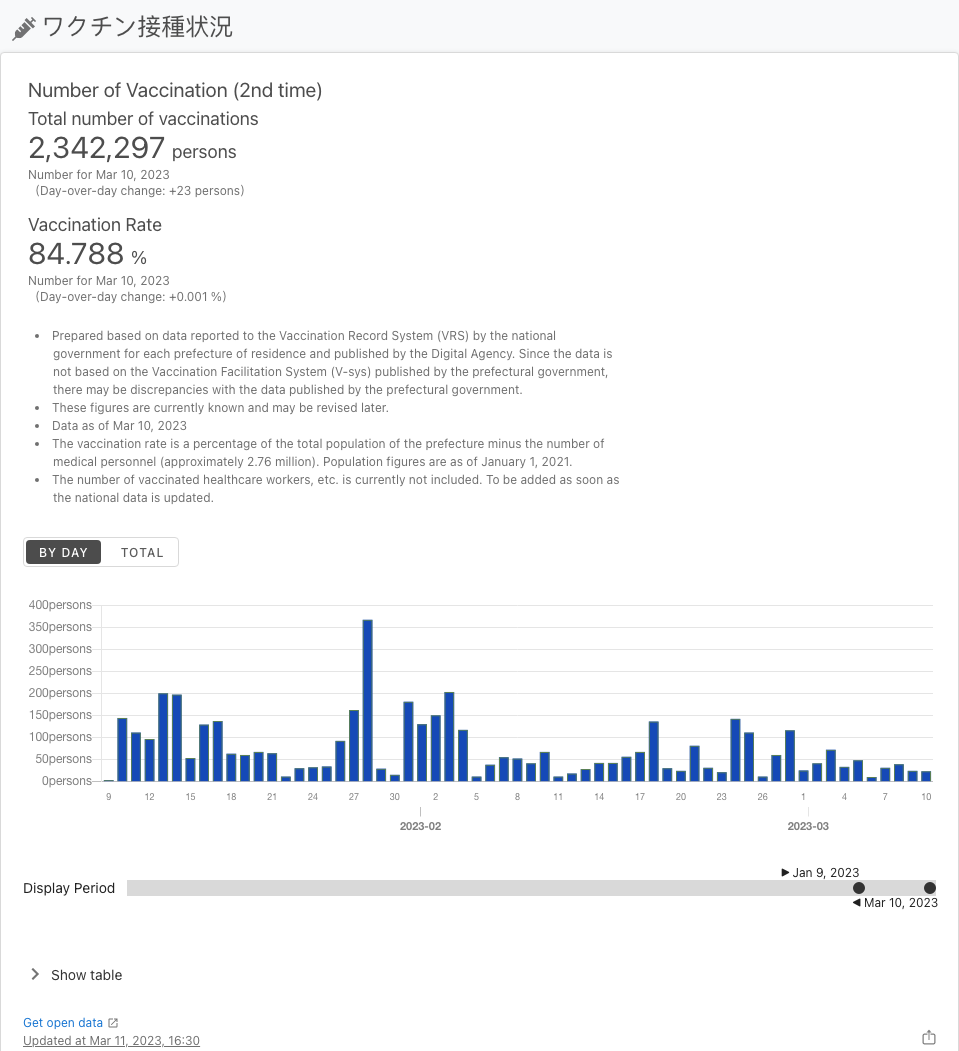 ワクチン接種状況
Number of Vaccination (2nd time)
Total number of vaccinations
2,342,297 persons
Number for Mar 10, 2023
(Day-over-day change: +23 persons)
Vaccination Rate
84.788 %
Number for Mar 10, 2023
(Day-over-day change: +0.001 %)
• Prepared based on data reported to the Vaccination Record System (VRS) by the national
government for each prefecture of residence and published by the Digital Agency. Since the data is
not based on the Vaccination Facilitation System (V-sys) published by the prefectural government,
there may be discrepancies with the data published by the prefectural government.
• These figures are currently known and may be revised later.
• Data as of Mar 10, 2023
• The vaccination rate is a percentage of the total population of the prefecture minus the number of
medical personnel (approximately 2.76 million). Population figures are as of January 1, 2021.
• The number of vaccinated healthcare workers, etc. is currently not included. To be added as soon as
the national data is updated.
BY DAY TOTAL
400persons
350persons
300persons
250persons
200persons
150persons
100persons
50persons
0persons
9 12 15 18 21 24 27 30 2 5 8 11 14 17 20 23 26 1 4 7 10
2023-02 2023-03
Jan 9, 2023
Display Period
Mar 10, 2023
Show table
Get open data
Updated at Mar 11, 2023, 16:30